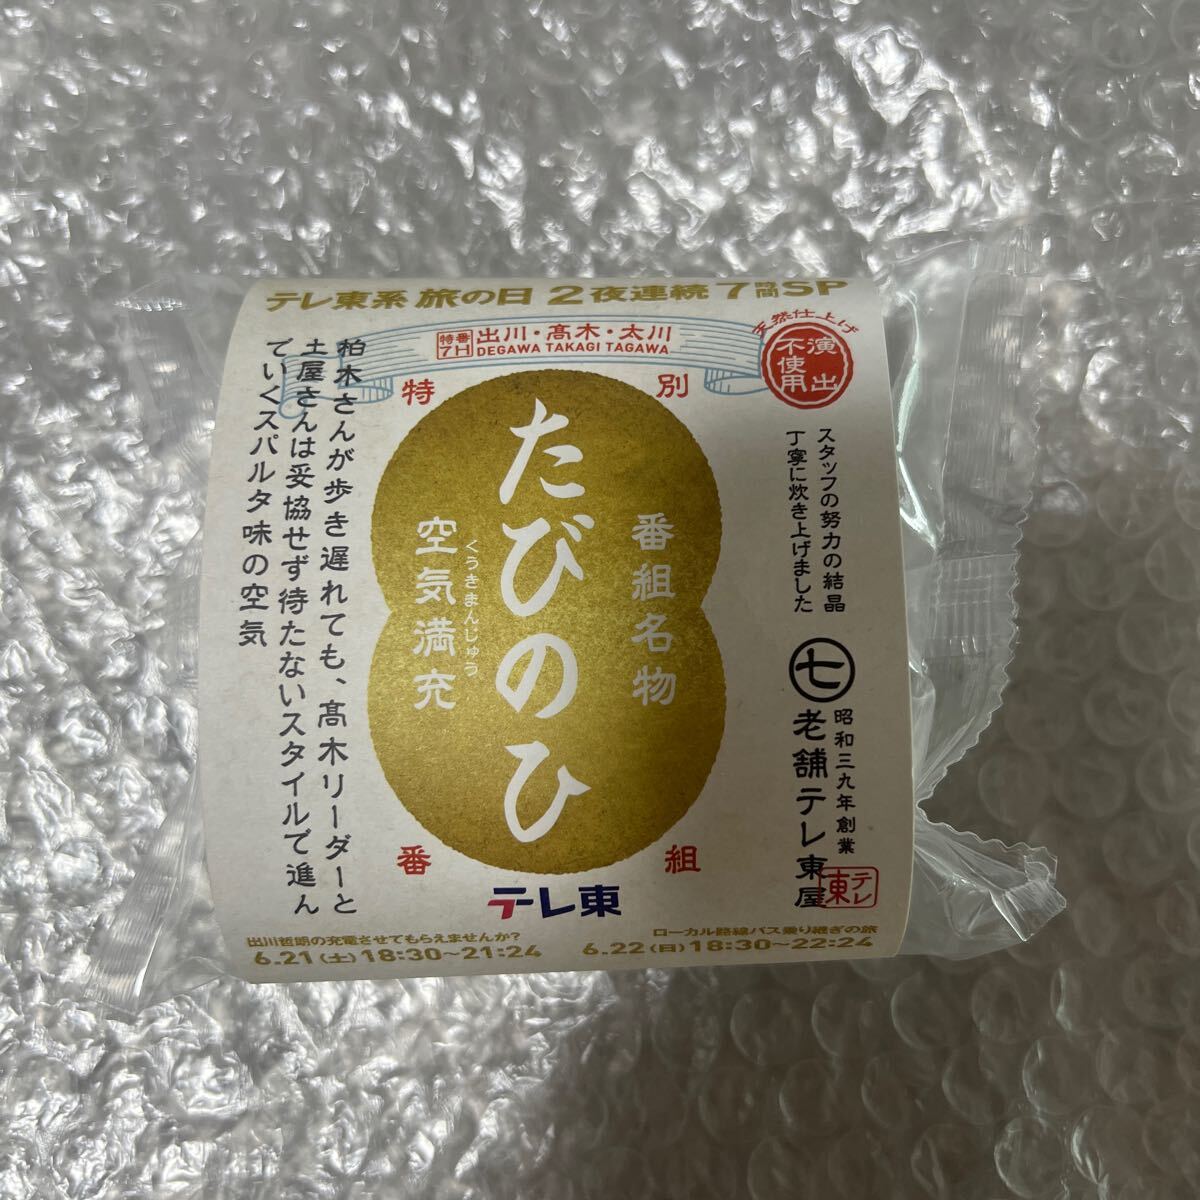 テレ東系 旅の日 2夜連続 7時間SP
特番7H
出川・髙木・太川
DEGAWA TAKAGI TAGAWA
天然仕上げ
演出
不使用
特別
番組
スタッフの努力の結晶
丁寧に炊き上げました
七
昭和三九年創業
老舗テレ東屋
テレ東
番組名物
たびのひ
くうきまんじゅう
空気満充
柏木さんが歩き遅れても、髙木リーダーと
土屋さんは妥協せず待たないスタイルで進ん
でいくスパルタ味の空気
テレ東
出川哲朗の充電させてもらえませんか?
6.21(土)18:30~21:24
ローカル路線バス乗り継ぎの旅
6.22(日)18:30~22:24